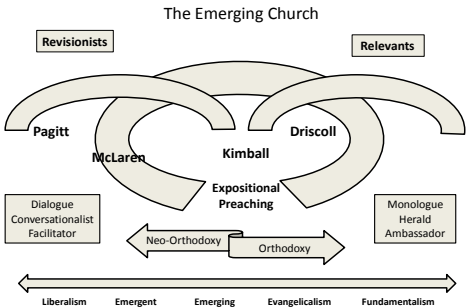 The Emerging Church
Revisionists
Relevants
Pagitt
Driscoll
McLaren
Kimball
Expositional
Preaching
Dialogue
Conversationalist
Facilitator
Monologue
Herald
Ambassador
Neo-Orthodoxy
Orthodoxy
Liberalism Emergent Emerging Evangelicalism Fundamentalism